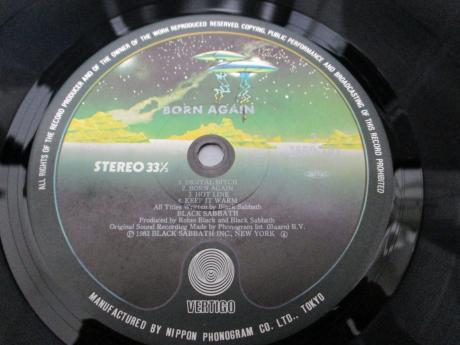 ALL RIGHTS OF THE RECORD PRODUCER AND OF THE OWNER OF THE WORK REPRODUCED RESERVED. COPYING, PUBLIC PERFORMANCE AND BROADCASTING OF THIS RECORD PROHIBITED
BORN AGAIN
STEREO 33⅓
1. DIGITAL BITCH
2. BORN AGAIN
3. HOT LINE
4. KEEP IT WARM
All Titles Written by Black Sabbath
BLACK SABBATH
Produced by Robin Black and Black Sabbath
Original Sound Recording Made by Phonogram Int. (Baarn) B.V.
Ⓟ 1983 BLACK SABBATH INC., NEW YORK
VERTIGO
MANUFACTURED BY NIPPON PHONOGRAM CO. LTD., TOKYO